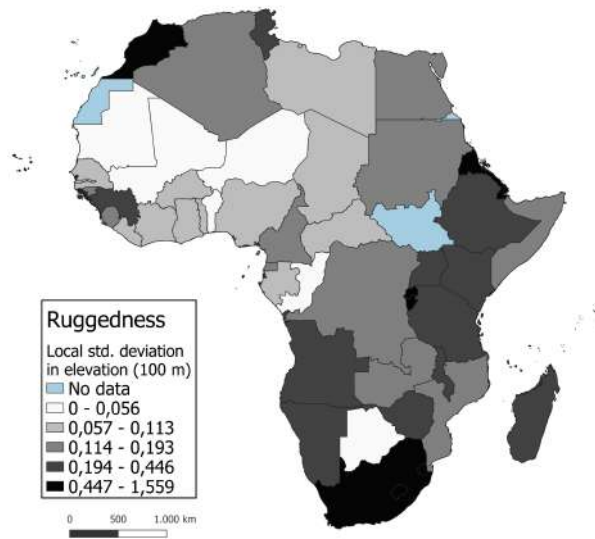 Ruggedness
Local std. deviation
in elevation (100 m)
No data
0 - 0,056
0,057 - 0,113
0,114 - 0,193
0,194 - 0,446
0,447 - 1,559
0 500 1.000 km